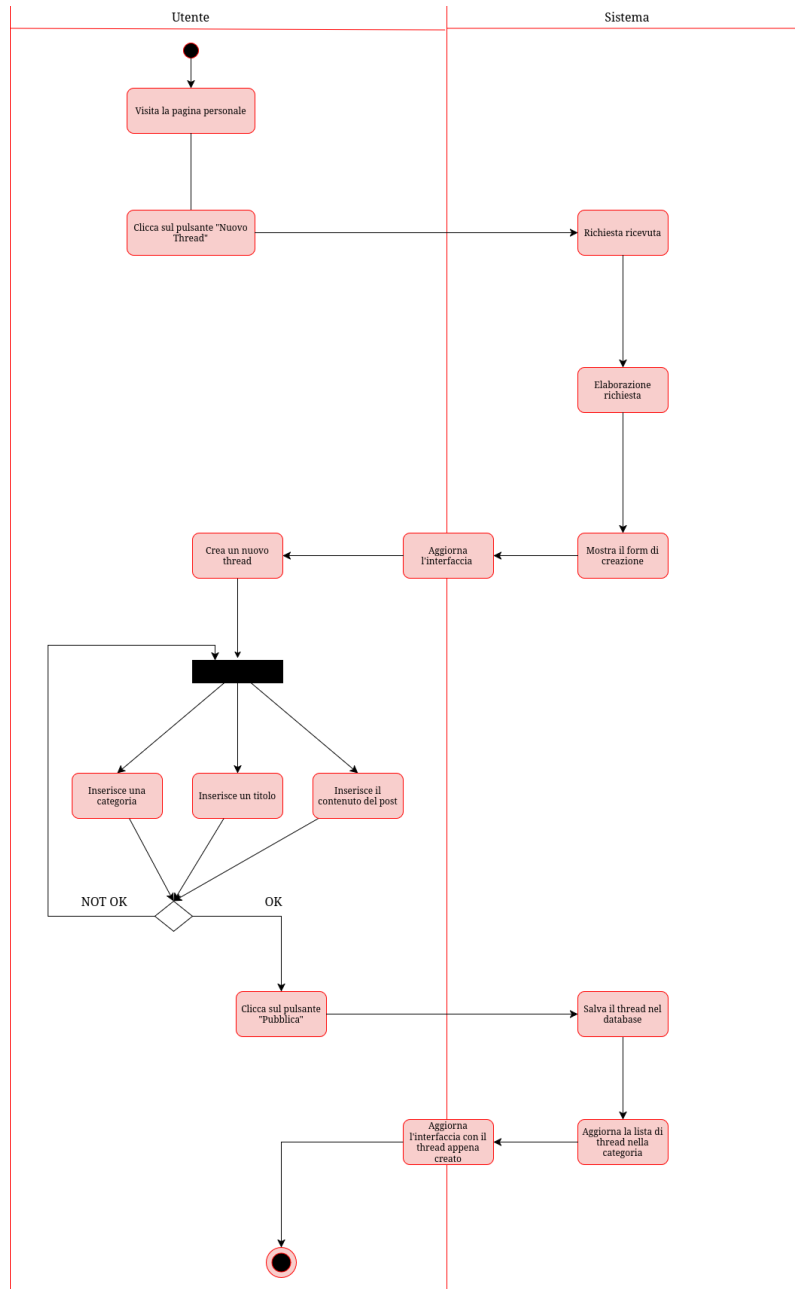 Utente
Sistema
Visita la pagina personale
Clicca sul pulsante "Nuovo
Thread"
Richiesta ricevuta
Elaborazione
richiesta
Crea un nuovo
thread
Aggiorna
l'interfaccia
Mostra il form di
creazione
Inserisce una
categoria
Inserisce un titolo
Inserisce il
contenuto del post
NOT OK
OK
Clicca sul pulsante
"Pubblica"
Salva il thread nel
database
Aggiorna
l'interfaccia con il
thread appena
creato
Aggiorna la lista di
thread nella
categoria